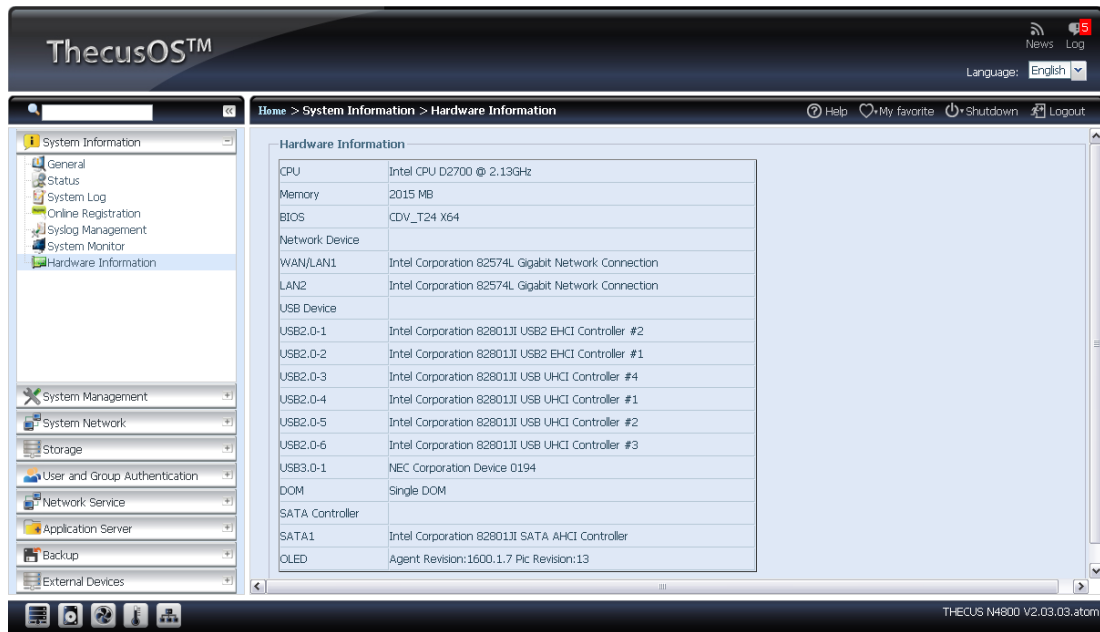 ThecusOS™
News
5
Log
Language: English
Home > System Information > Hardware Information
Help My favorite Shutdown Logout
System Information
General
Status
System Log
Online Registration
Syslog Management
System Monitor
Hardware Information
System Management
System Network
Storage
User and Group Authentication
Network Service
Application Server
Backup
External Devices
Hardware Information
CPU Intel CPU D2700 @ 2.13GHz
Memory 2015 MB
BIOS CDV_T24 X64
Network Device
WAN/LAN1 Intel Corporation 82574L Gigabit Network Connection
LAN2 Intel Corporation 82574L Gigabit Network Connection
USB Device
USB2.0-1 Intel Corporation 82801JI USB2 EHCI Controller #2
USB2.0-2 Intel Corporation 82801JI USB2 EHCI Controller #1
USB2.0-3 Intel Corporation 82801JI USB UHCI Controller #4
USB2.0-4 Intel Corporation 82801JI USB UHCI Controller #1
USB2.0-5 Intel Corporation 82801JI USB UHCI Controller #2
USB2.0-6 Intel Corporation 82801JI USB UHCI Controller #3
USB3.0-1 NEC Corporation Device 0194
DOM Single DOM
SATA Controller
SATA1 Intel Corporation 82801JI SATA AHCI Controller
OLED Agent Revision:1600.1.7 Pic Revision:13
THECUS N4800 V2.03.03.atom